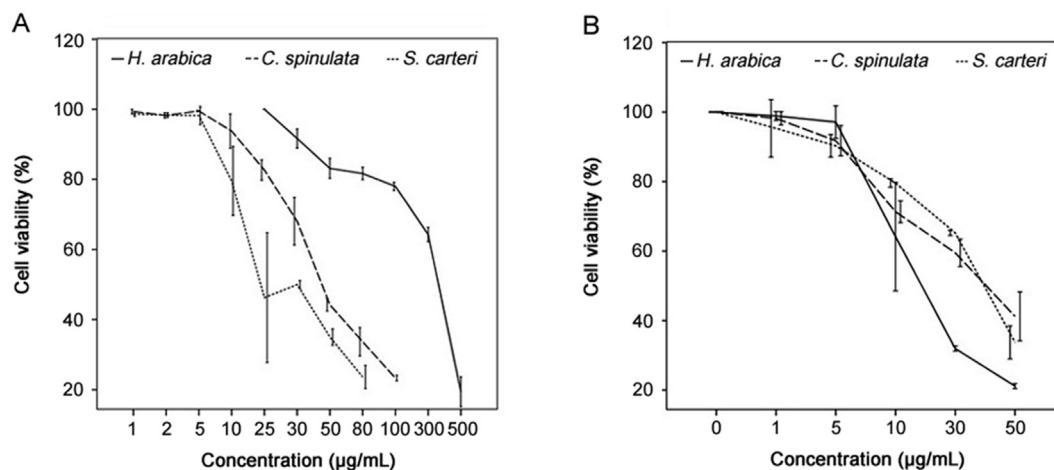 A
120
H. arabica C. spinulata S. carteri
100
80
60
40
20
Cell viability (%)
1 2 5 10 25 30 50 80 100 300 500
Concentration (µg/mL)
B
120
H. arabica C. spinulata S. carteri
100
80
60
40
20
Cell viability (%)
0 1 5 10 30 50
Concentration (µg/mL)